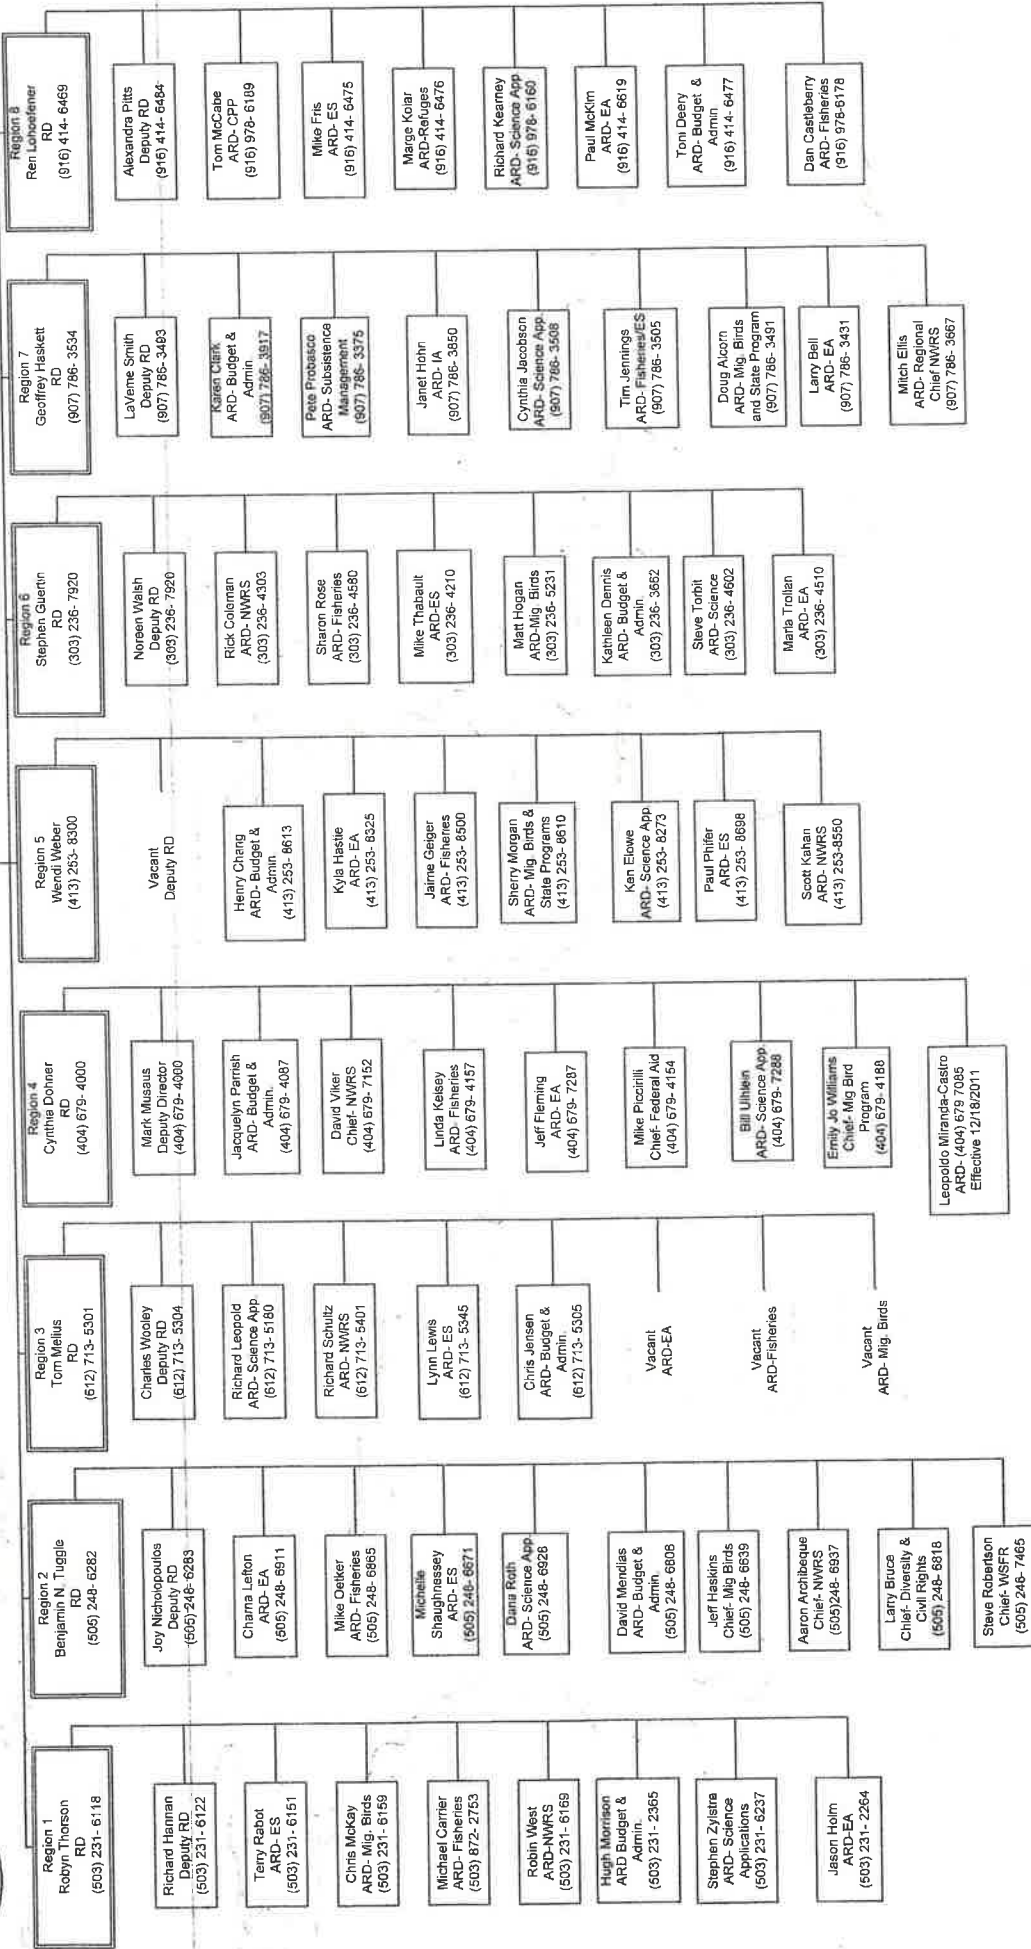 Region 1
Robyn Thorson
RD
(503) 231- 6118
Richard Hannan
Deputy RD
(503) 231- 6122
Terry Rabot
ARD- ES
(503) 231- 6151
Chris McKay
ARD- Mig. Birds
(503) 231- 6159
Michael Carrier
ARD- Fisheries
(503) 872- 2753
Robin West
ARD-NWRS
(503) 231- 6169
Hugh Morrison
ARD Budget &
Admin.
(503) 231- 2365
Stephen Zylstra
ARD- Science
Applications
(503) 231- 6237
Jason Holm
ARD-EA
(503) 231- 2264
Region 2
Benjamin N. Tuggle
RD
(505) 248- 6282
Joy Nicholopoulos
Deputy RD
(505)248-6283
Charna Lefton
ARD- EA
(505) 248- 6911
Mike Oetker
ARD- Fisheries
(505) 248- 6865
Michelle
Shaughnessey
ARD- ES
(505) 248- 6671
Dana Roth
ARD- Science App.
(505) 248- 6928
David Mendias
ARD- Budget &
Admin.
(505) 248- 6806
Jeff Haskins
Chief- Mig Birds
(505) 248- 6639
Aaron Archibeque
Chief- NWRS
(505)248- 6937
Larry Bruce
Chief- Diversity &
Civil Rights
(505) 248- 6818
Steve Robertson
Chief- WSFR
(505) 248- 7465
Region 3
Tom Melius
RD
(612) 713- 5301
Charles Wooley
Deputy RD
(612) 713- 5304
Richard Leopold
ARD- Science App
(612) 713- 5180
Richard Schultz
ARD- NWRS
(612) 713- 5401
Lynn Lewis
ARD- ES
(612) 713- 5345
Chris Jensen
ARD- Budget &
Admin.
(612) 713- 5305
Vacant
ARD-EA
Vacant
ARD-Fisheries
Vacant
ARD- Mig. Birds
Region 4
Cynthia Dohner
RD
(404) 679- 4000
Mark Musaus
Deputy Director
(404) 679- 4000
Jacquelyn Parrish
ARD- Budget &
Admin.
(404) 679- 4087
David Viker
Chief- NWRS
(404) 679- 7152
Linda Kelsey
ARD- Fisheries
(404) 679- 4157
Jeff Fleming
ARD- EA
(404) 679- 7287
Mike Piccirilli
Chief- Federal Aid
(404) 679- 4154
Bill Uihlein
ARD- Science App.
(404) 679- 7288
Emily Jo Williams
Chief- Mig Bird
Program
(404) 679- 4188
Leopoldo Miranda-Castro
ARD- (404) 679 7085
Effective 12/18/2011
Region 5
Wendi Weber
(413) 253- 8300
Vacant
Deputy RD
Henry Chang
ARD- Budget &
Admin
(413) 253- 8613
Kyla Hastie
ARD- EA
(413) 253- 8325
Jaime Geiger
ARD- Fisheries
(413) 253- 8500
Sherry Morgan
ARD- Mig. Birds &
State Programs
(413) 253- 8610
Ken Elowe
ARD- Science App.
(413) 253- 8273
Paul Phifer
ARD- ES
(413) 253- 8698
Scott Kahan
ARD- NWRS
(413) 253-8550
Region 6
Stephen Guertin
RD
(303) 236- 7920
Noreen Walsh
Deputy RD
(303) 236- 7920
Rick Coleman
ARD- NWRS
(303) 236- 4303
Sharon Rose
ARD- Fisheries
(303) 236- 4580
Mike Thabault
ARD-ES
(303) 236- 4210
Matt Hogan
ARD-Mig. Birds
(303) 236- 5231
Kathleen Dennis
ARD- Budget &
Admin.
(303) 236- 3662
Steve Torbit
ARD- Science
(303) 236- 4602
Marla Trollan
ARD- EA
(303) 236- 4510
Region 7
Geoffrey Haskett
RD
(907) 786- 3534
LaVerne Smith
Deputy RD
(907) 786- 3493
Karen Clark
ARD- Budget &
Admin.
(907) 786- 3917
Pete Probasco
ARD- Subsistence
Management
(907) 786- 3375
Janet Hohn
ARD- IA
(907) 786- 3850
Cynthia Jacobson
ARD- Science App.
(907) 786- 3508
Tim Jennings
ARD- Fisheries/ES
(907) 786- 3505
Doug Alcorn
ARD- Mig. Birds
and State Program
(907) 786- 3491
Larry Bell
ARD- EA
(907) 786- 3431
Mitch Ellis
ARD- Regional
Chief NWRS
(907) 786- 3667
Region 8
Ren Lohoefener
RD
(916) 414- 6469
Alexandra Pitts
Deputy RD
(916) 414- 6484
Tom McCabe
ARD- CPP
(916) 978- 6189
Mike Fris
ARD- ES
(916) 414- 6475
Marge Kolar
ARD-Refuges
(916) 414- 6476
Richard Kearney
ARD- Science App.
(916) 978- 6160
Paul McKim
ARD- EA
(916) 414- 6619
Toni Deery
ARD- Budget &
Admin
(916) 414- 6477
Dan Castleberry
ARD- Fisheries
(916) 978-6178